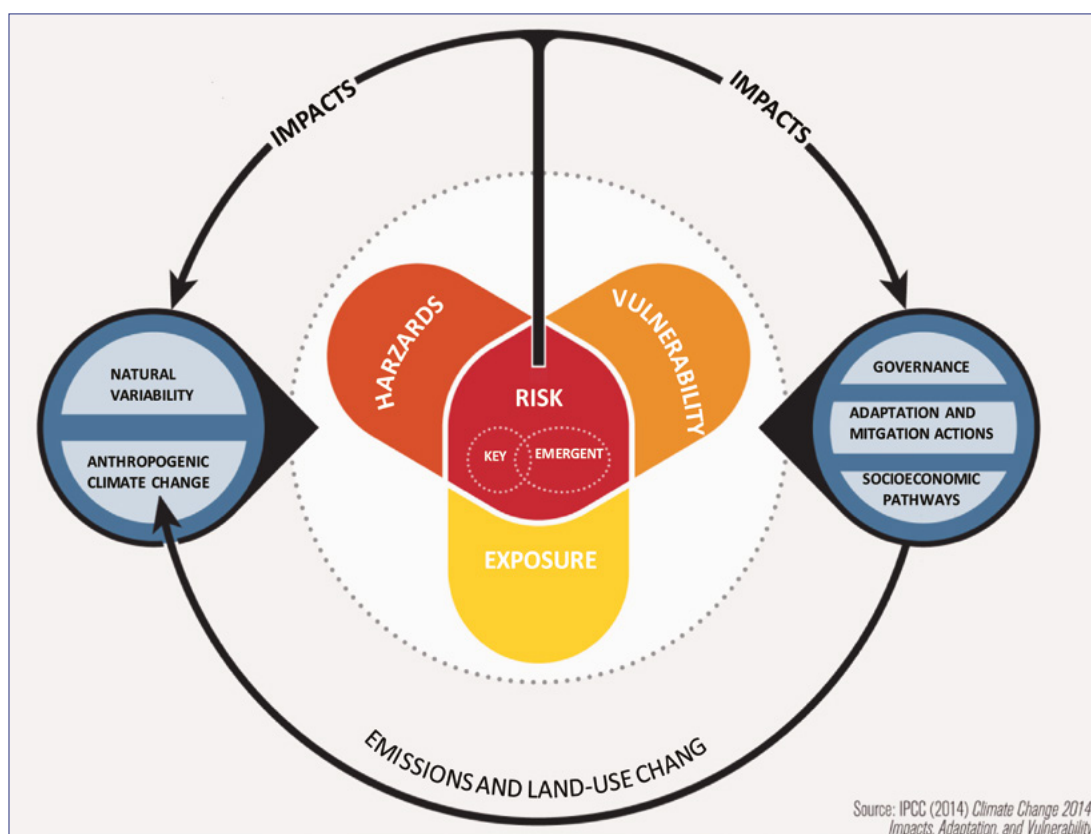 IMPACTS
IMPACTS
HARZARDS
VULNERABILITY
NATURAL
VARIABILITY
ANTHROPOGENIC
CLIMATE CHANGE
RISK
KEY
EMERGENT
EXPOSURE
GOVERNANCE
ADAPTATION AND
MITGATION ACTIONS
SOCIOECONOMIC
PATHWAYS
EMISSIONS AND LAND-USE CHANG
Source: IPCC (2014) Climate Change 2014
Impacts, Adaptation, and Vulnerabilit